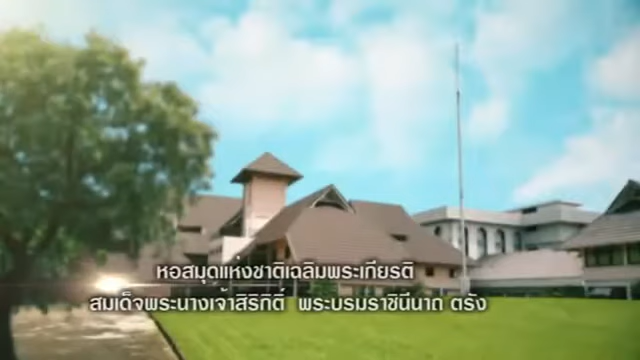 หอสมุดแห่งชาติเฉลิมพระเกียรติ
สมเด็จพระนางเจ้าสิริกิติ์ พระบรมราชินีนาถ ตรัง